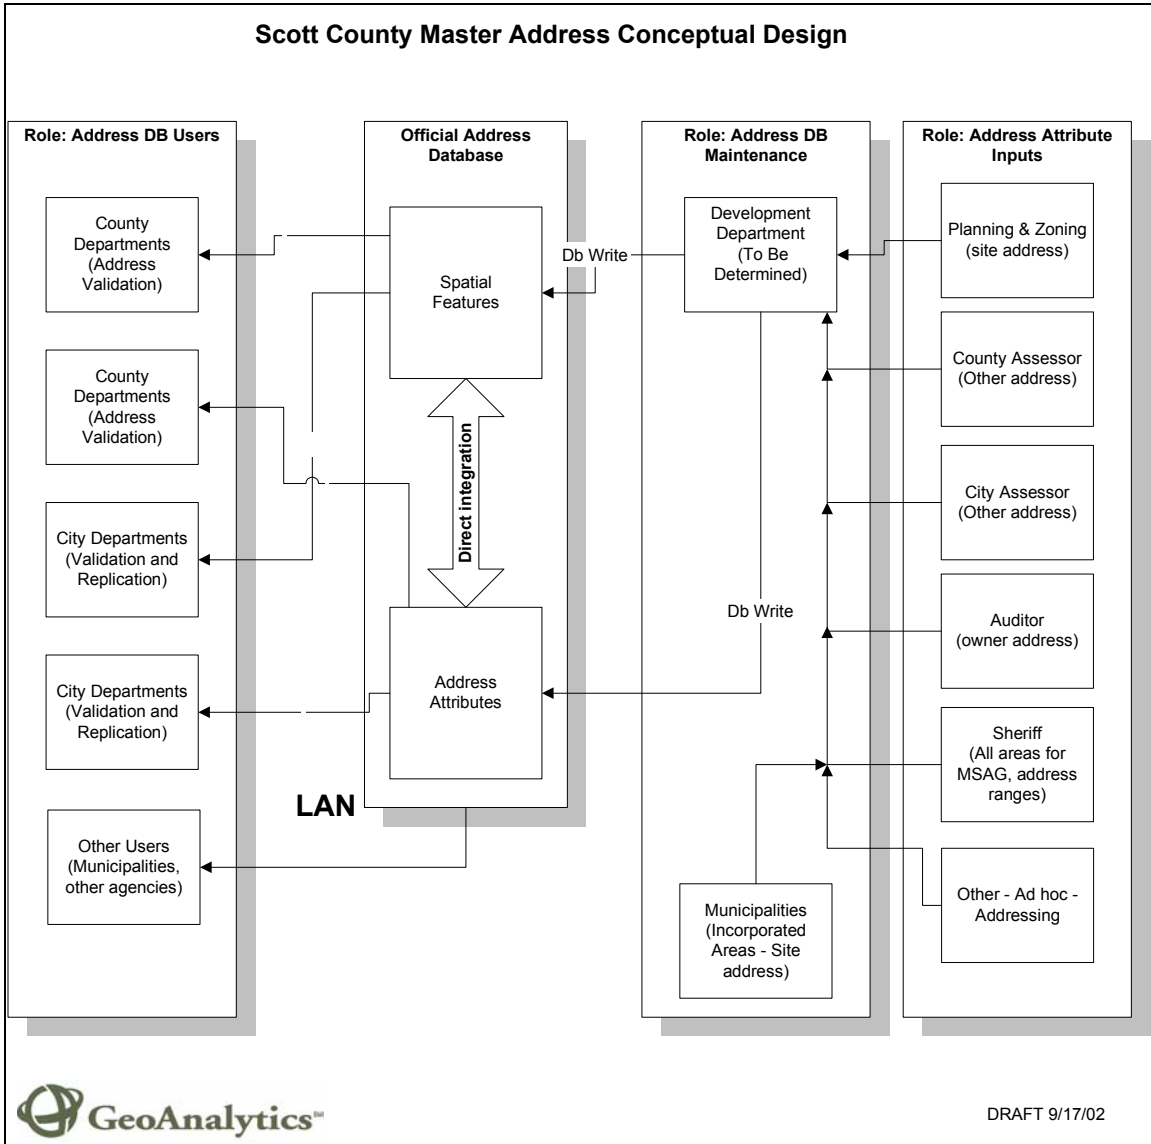 Scott County Master Address Conceptual Design
Role: Address DB Users
County
Departments
(Address
Validation)
County
Departments
(Address
Validation)
City Departments
(Validation and
Replication)
City Departments
(Validation and
Replication)
Other Users
(Municipalities,
other agencies)
Official Address
Database
Spatial
Features
Direct integration
Address
Attributes
LAN
Db Write
Db Write
Role: Address DB
Maintenance
Development
Department
(To Be
Determined)
Municipalities
(Incorporated
Areas - Site
address)
Role: Address Attribute
Inputs
Planning & Zoning
(site address)
County Assessor
(Other address)
City Assessor
(Other address)
Auditor
(owner address)
Sheriff
(All areas for
MSAG, address
ranges)
Other - Ad hoc -
Addressing
GeoAnalytics
DRAFT 9/17/02